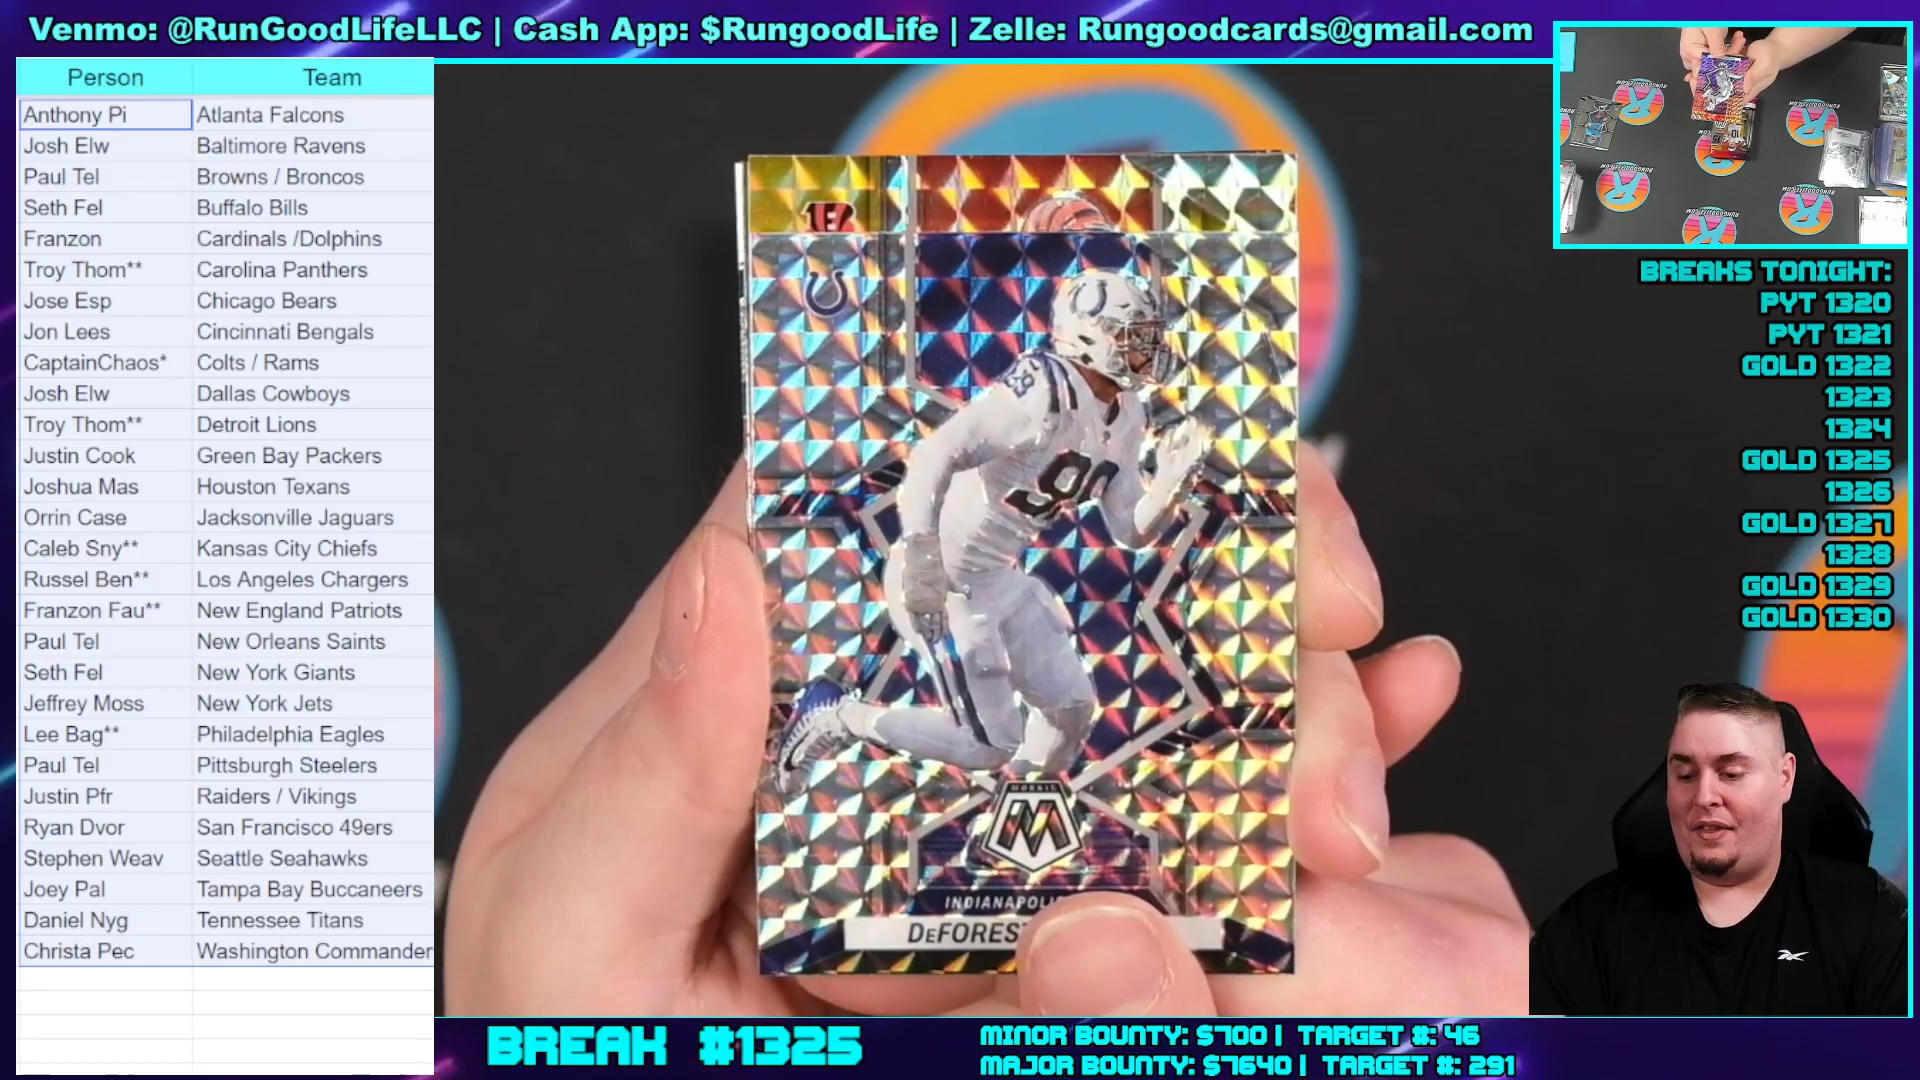 Venmo: @RunGoodLifeLLC | Cash App: $RungoodLife | Zelle: Rungoodcards@gmail.com
Person Team
Anthony Pi Atlanta Falcons
Josh Elw Baltimore Ravens
Paul Tel Browns / Broncos
Seth Fel Buffalo Bills
Franzon Cardinals /Dolphins
Troy Thom** Carolina Panthers
Jose Esp Chicago Bears
Jon Lees Cincinnati Bengals
CaptainChaos* Colts / Rams
Josh Elw Dallas Cowboys
Troy Thom** Detroit Lions
Justin Cook Green Bay Packers
Joshua Mas Houston Texans
Orrin Case Jacksonville Jaguars
Caleb Sny** Kansas City Chiefs
Russel Ben** Los Angeles Chargers
Franzon Fau** New England Patriots
Paul Tel New Orleans Saints
Seth Fel New York Giants
Jeffrey Moss New York Jets
Lee Bag** Philadelphia Eagles
Paul Tel Pittsburgh Steelers
Justin Pfr Raiders / Vikings
Ryan Dvor San Francisco 49ers
Stephen Weav Seattle Seahawks
Joey Pal Tampa Bay Buccaneers
Daniel Nyg Tennessee Titans
Christa Pec Washington Commander
99
MOSAIC
INDIANAPOLIS
DeFOREST
BREAKS TONIGHT:
PYT 1320
PYT 1321
GOLD 1322
1323
1324
GOLD 1325
1326
GOLD 1327
1328
GOLD 1329
GOLD 1330
BREAK #1325
MINOR BOUNTY: $700 | TARGET #: 46
MAJOR BOUNTY: $7640 | TARGET #: 291